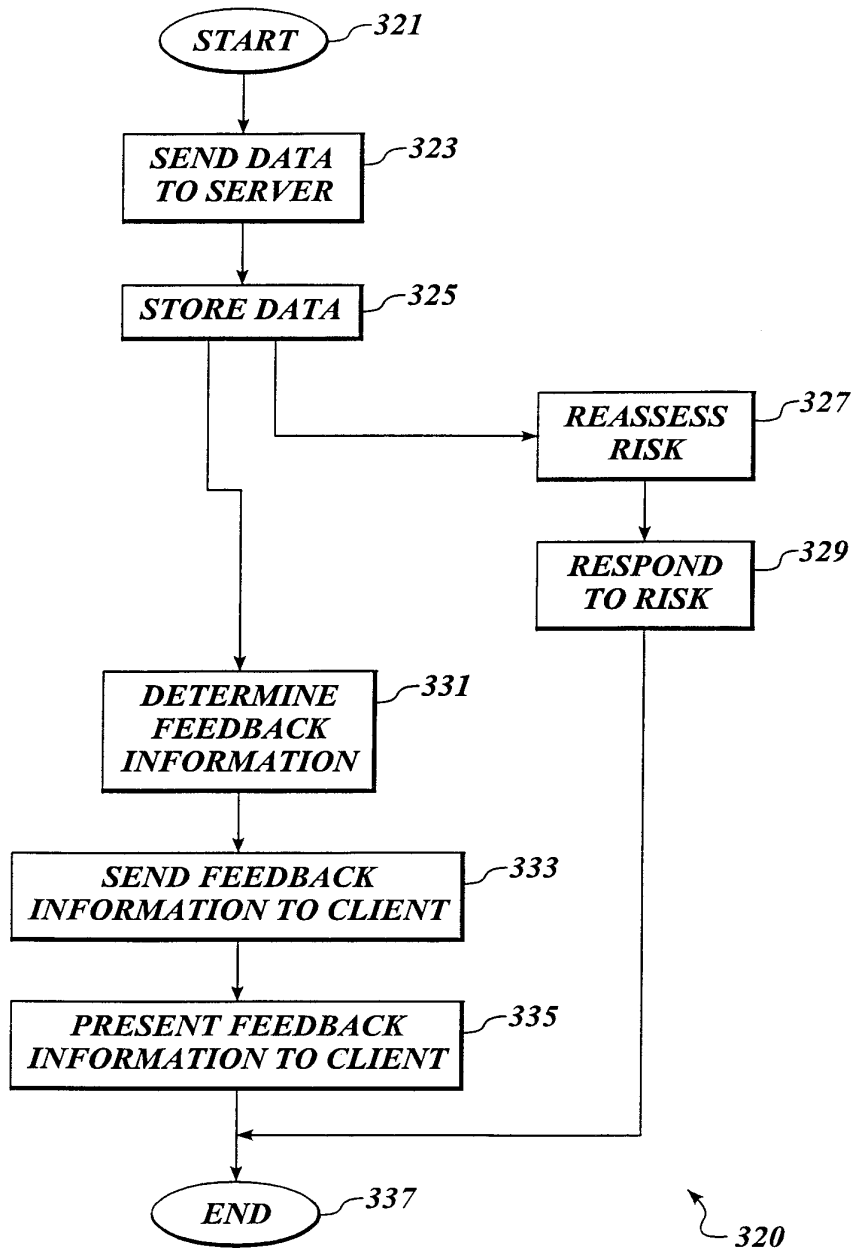 START
321
SEND DATA
TO SERVER
323
STORE DATA
325
REASSESS
RISK
327
RESPOND
TO RISK
329
DETERMINE
FEEDBACK
INFORMATION
331
SEND FEEDBACK
INFORMATION TO CLIENT
333
PRESENT FEEDBACK
INFORMATION TO CLIENT
335
END
337
320